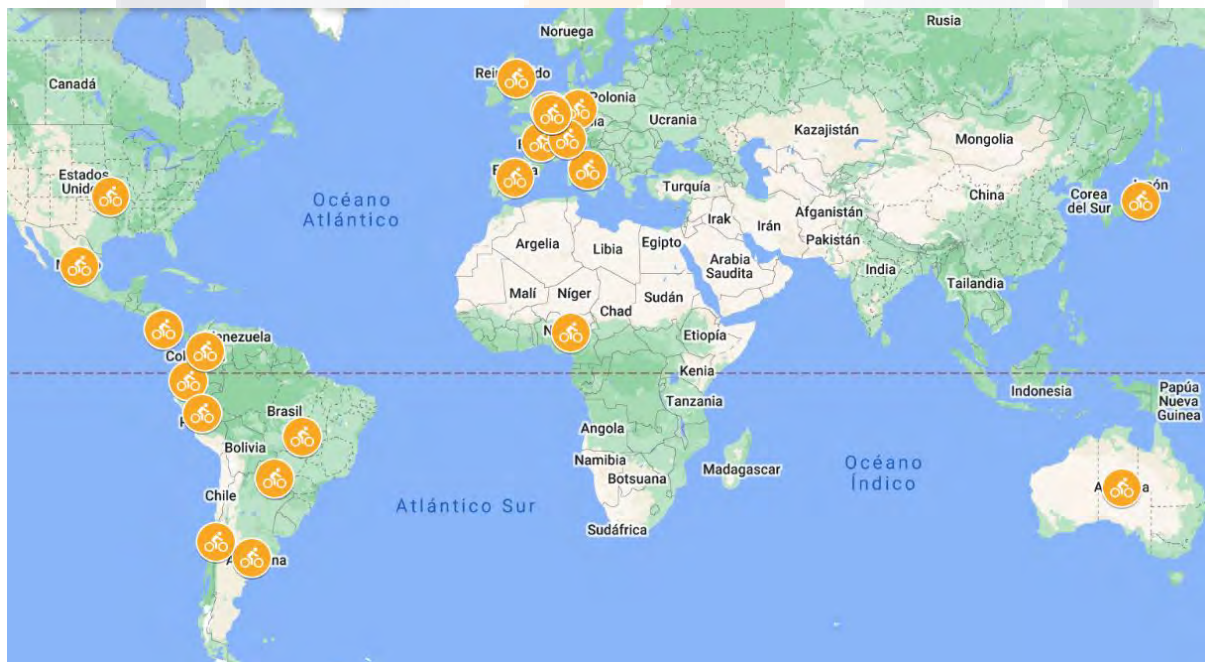 Rusia
Noruega
Canadá
Polonia
Ucrania
Kazajistán
Mongolia
Estados
Océano
Atlántico
Turquía
China
Corea
del Sur
Irak
Irán
Afganistán
Pakistán
Argelia
Libia
Egipto
Arabia
Saudita
India
Tailandia
Malí
Níger
Chad
Sudán
Etiopía
Kenia
Indonesia
Papúa
Nueva
Guinea
Tanzania
Brasil
Angola
Bolivia
Namibia
Botsuana
Madagascar
Océano
Índico
Chile
Atlántico Sur
Sudáfrica